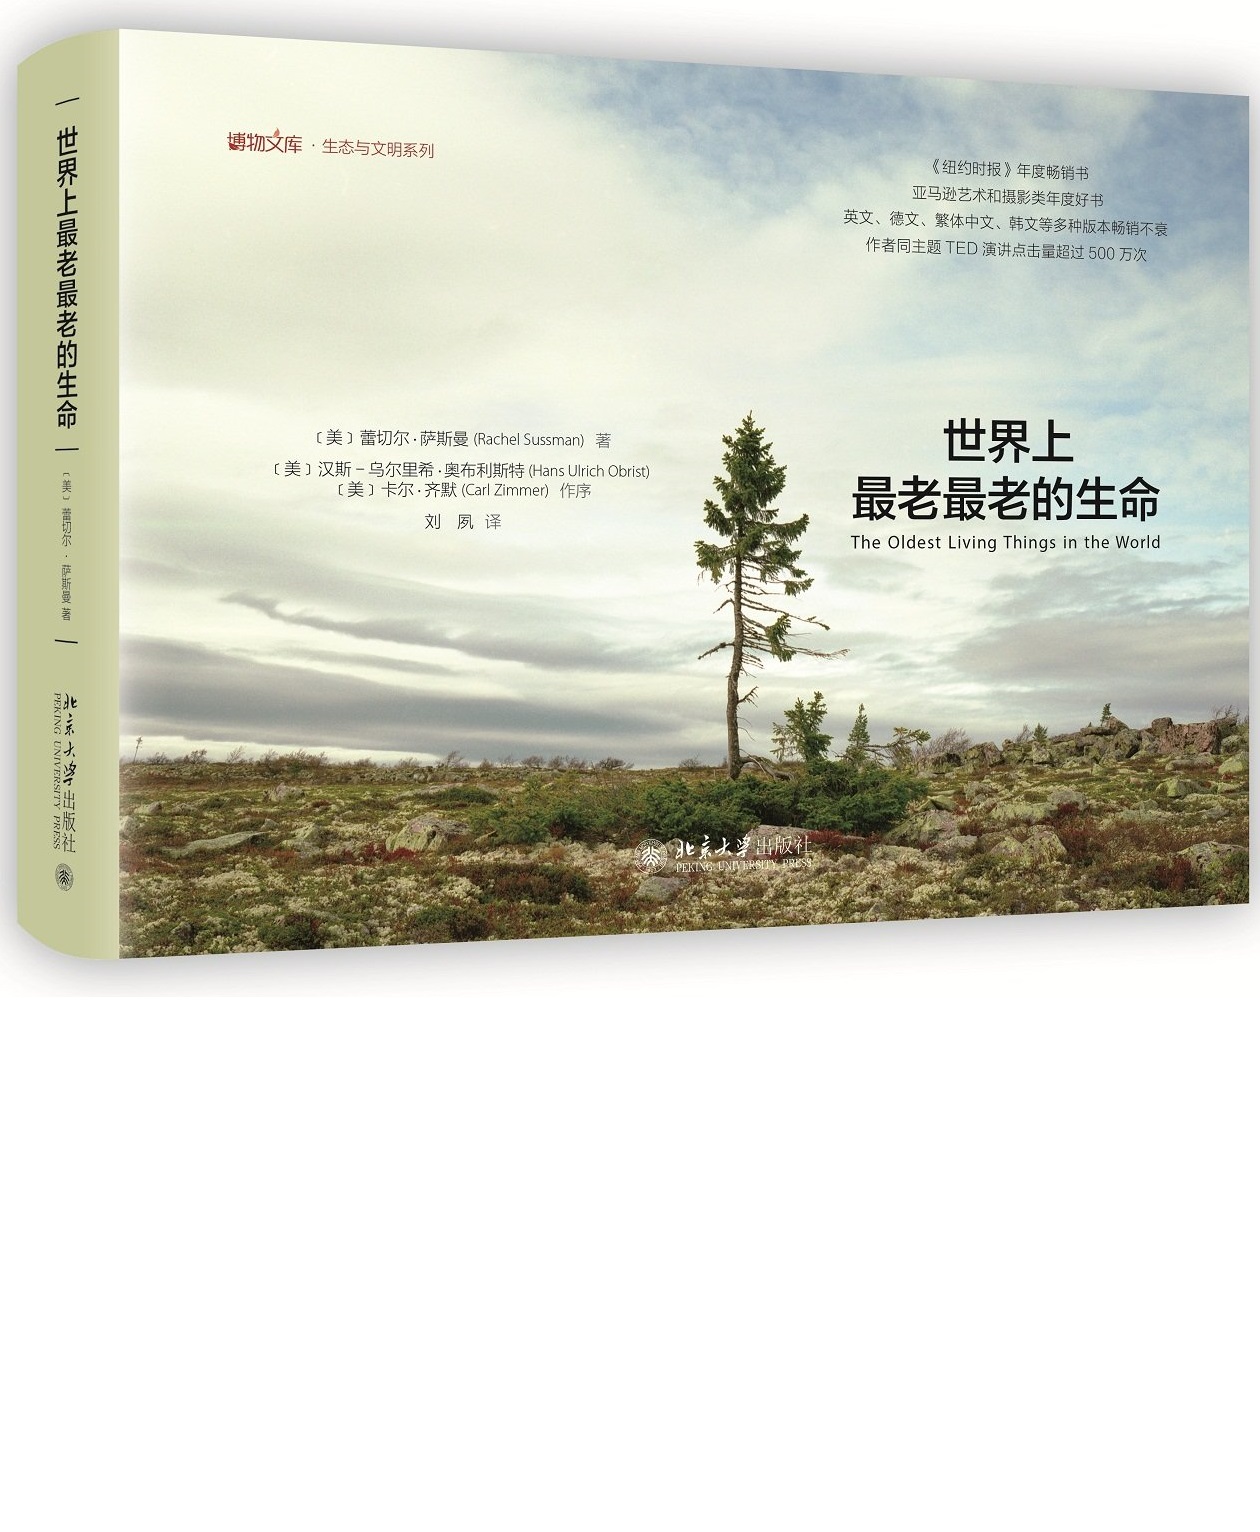 世界上最老最老的生命
〔美〕蕾切尔·萨斯曼 著
北京大学出版社
PEKING UNIVERSITY PRESS
博物文库·生态与文明系列
《纽约时报》年度畅销书
亚马逊艺术和摄影类年度好书
英文、德文、繁体中文、韩文等多种版本畅销不衰
作者同主题 TED 演讲点击量超过 500 万次
〔美〕蕾切尔·萨斯曼 (Rachel Sussman) 著
〔美〕汉斯–乌尔里希·奥布利斯特 (Hans Ulrich Obrist)
〔美〕卡尔·齐默 (Carl Zimmer) 作序
刘 夙 译
世界上
最老最老的生命
The Oldest Living Things in the World
北京大学出版社
PEKING UNIVERSITY PRESS